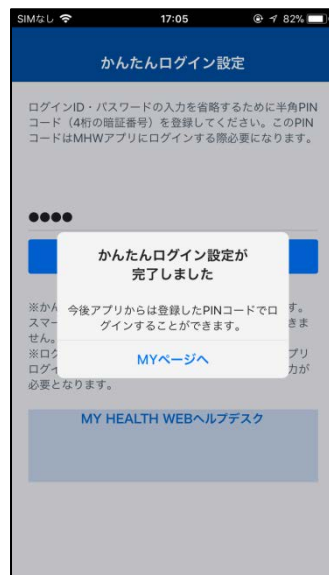 SIMなし 17:05 82%
かんたんログイン設定
ログインID・パスワードの入力を省略するために半角PIN
コード（4桁の暗証番号）を登録してください。このPIN
コードはMHWアプリにログインする際必要になります。
●●●●
かんたんログイン設定が
完了しました
今後アプリからは登録したPINコードでロ
グインすることができます。
MYページへ
※かん す。
スマー きま
せん。
※ログ プリ
ログイ 力が
必要となります。
MY HEALTH WEBヘルプデスク